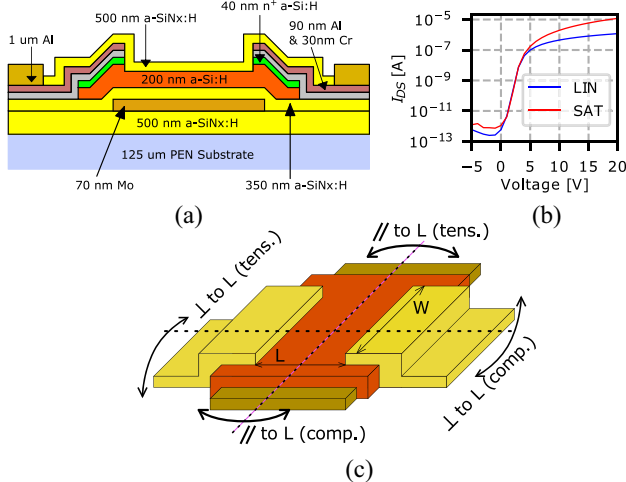 500 nm a-SiNx:H
40 nm n⁺ a-Si:H
1 um Al
90 nm Al
& 30nm Cr
200 nm a-Si:H
500 nm a-SiNx:H
125 um PEN Substrate
70 nm Mo
350 nm a-SiNx:H
(a)
I_DS [A]
10⁻⁵
10⁻⁷
10⁻⁹
10⁻¹¹
10⁻¹³
LIN
SAT
-5 0 5 10 15 20
Voltage [V]
(b)
// to L (tens.)
⊥ to L (tens.)
W
L
⊥ to L (comp.)
// to L (comp.)
(c)